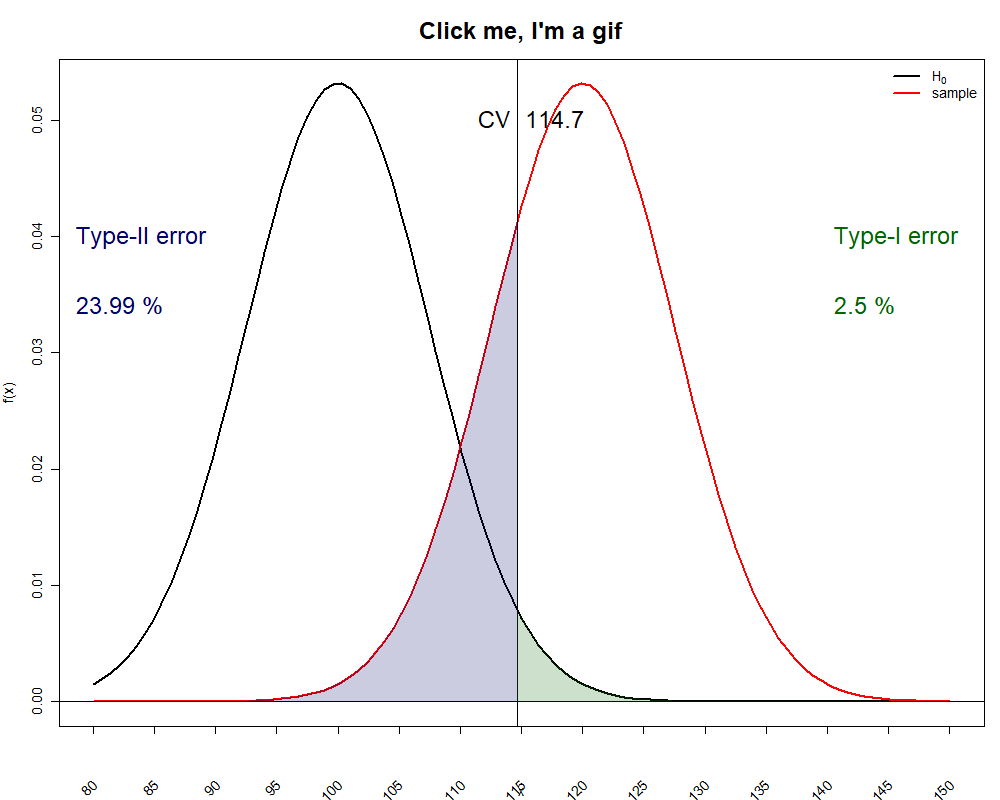 Click me, I'm a gif
H0
sample
CV 114.7
Type-II error
23.99 %
Type-I error
2.5 %
f(x)
0.05
0.04
0.03
0.02
0.01
0.00
80 85 90 95 100 105 110 115 120 125 130 135 140 145 150